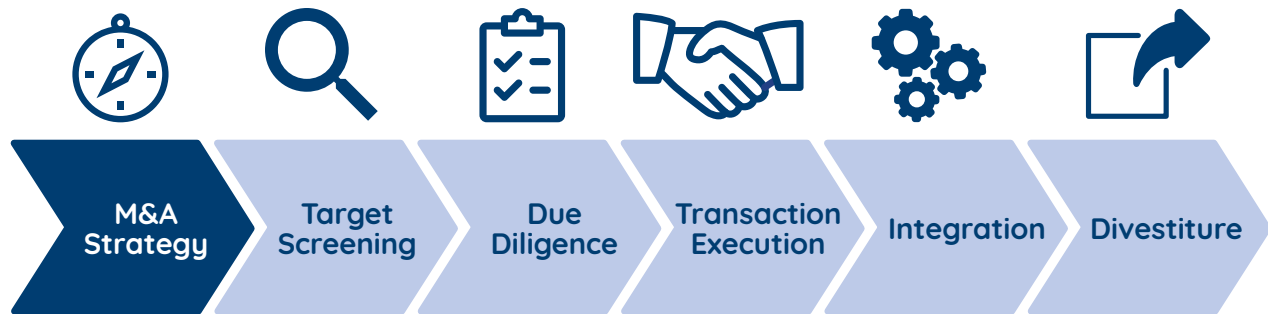 M&A
Strategy
Target
Screening
Due
Diligence
Transaction
Execution
Integration
Divestiture